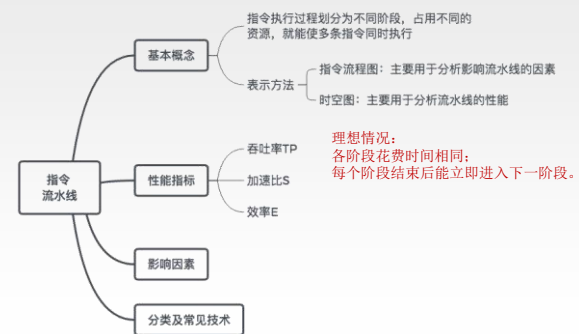 指令执行过程划分为不同阶段，占用不同的
资源，就能使多条指令同时执行
基本概念
表示方法
指令流程图：主要用于分析影响流水线的因素
时空图：主要用于分析流水线的性能
理想情况：
各阶段花费时间相同；
每个阶段结束后能立即进入下一阶段。
指令
流水线
性能指标
吞吐率TP
加速比S
效率E
影响因素
分类及常见技术